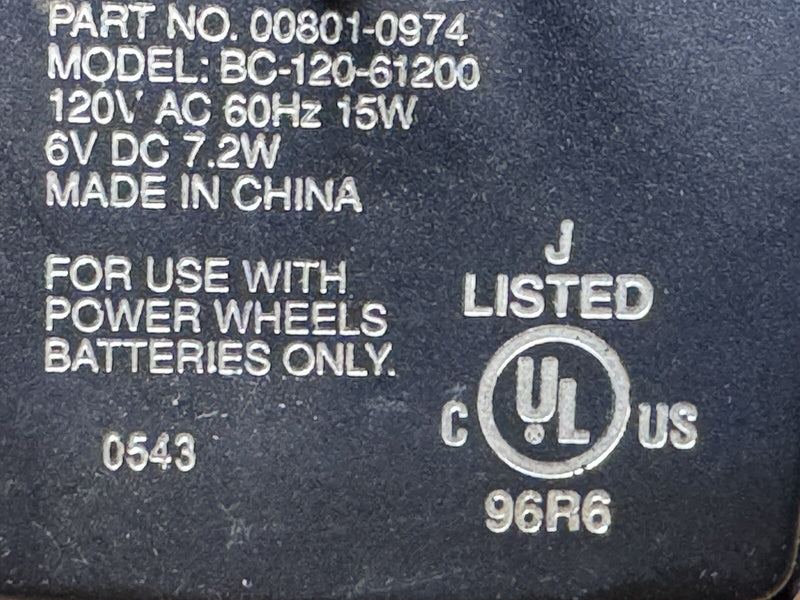 PART NO. 00801-0974
MODEL: BC-120-61200
120V AC 60Hz 15W
6V DC 7.2W
MADE IN CHINA
FOR USE WITH
POWER WHEELS
BATTERIES ONLY.
0543
J
LISTED
C UL ® US
96R6